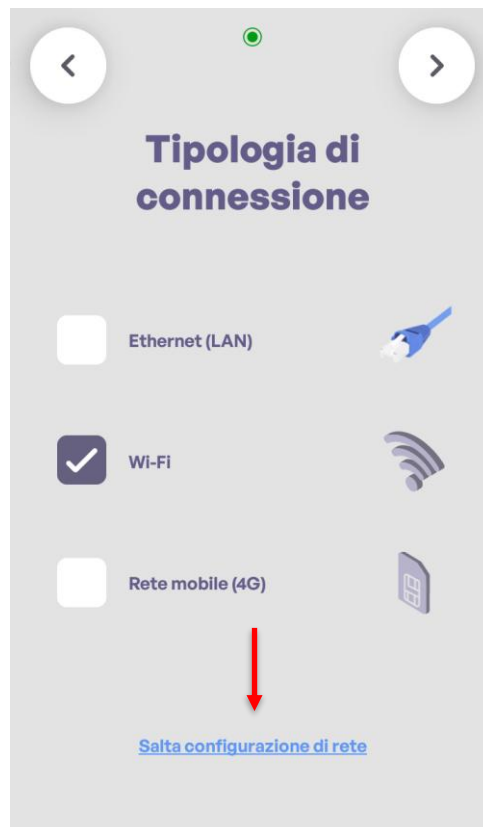 Tipologia di
connessione
Ethernet (LAN)
Wi-Fi
Rete mobile (4G)
Salta configurazione di rete